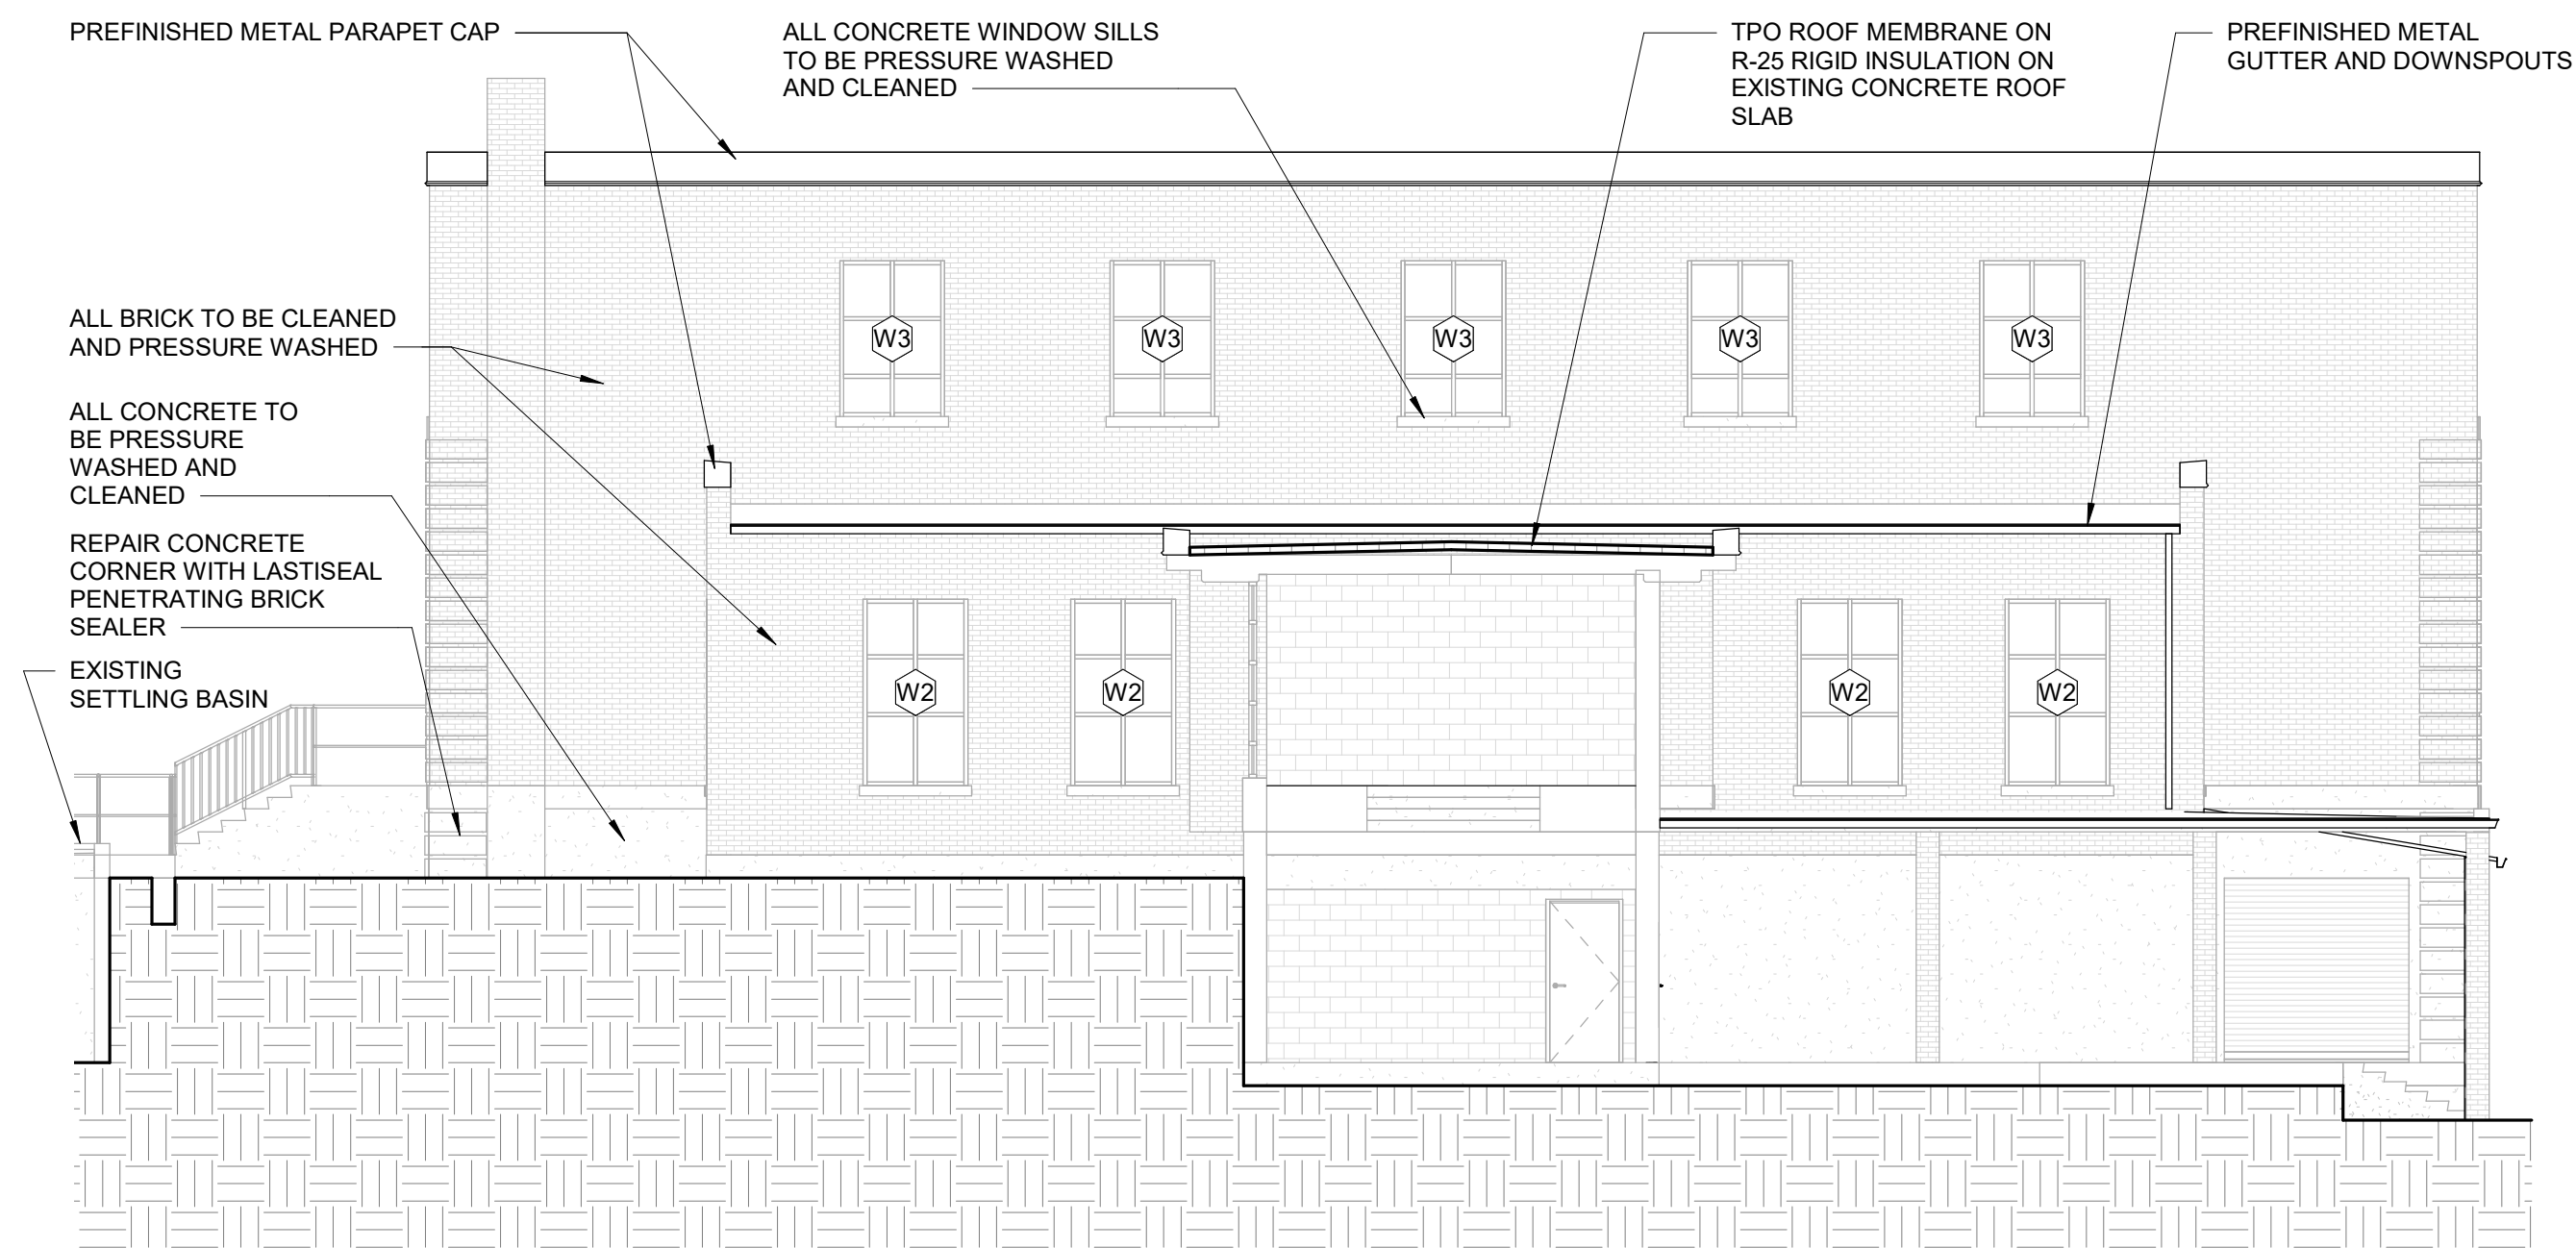 PREFINISHED METAL PARAPET CAP
ALL CONCRETE WINDOW SILLS
TO BE PRESSURE WASHED
AND CLEANED
TPO ROOF MEMBRANE ON
R-25 RIGID INSULATION ON
EXISTING CONCRETE ROOF
SLAB
PREFINISHED METAL
GUTTER AND DOWNSPOUTS
ALL BRICK TO BE CLEANED
AND PRESSURE WASHED
ALL CONCRETE TO
BE PRESSURE
WASHED AND
CLEANED
REPAIR CONCRETE
CORNER WITH LASTISEAL
PENETRATING BRICK
SEALER
EXISTING
SETTLING BASIN
W3
W3
W3
W3
W3
W2
W2
W2
W2